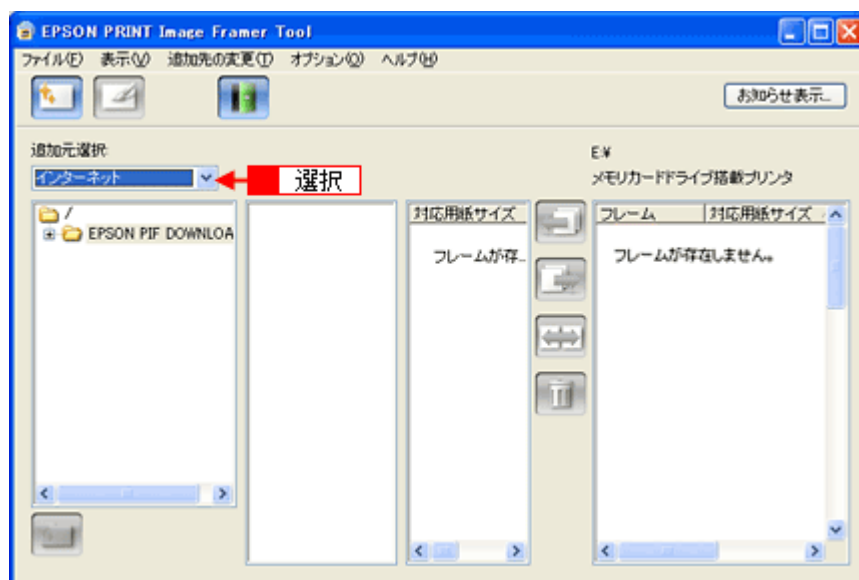 EPSON PRINT Image Framer Tool
ファイル(F) 表示(V) 追加先の変更(T) オプション(O) ヘルプ(H)
お知らせ表示...
追加元選択:
E:¥
インターネット
選択
メモリカードドライブ搭載プリンタ
/
EPSON PIF DOWNLOA
対応用紙サイズ
フレームが存...
フレーム 対応用紙サイズ
フレームが存在しません。